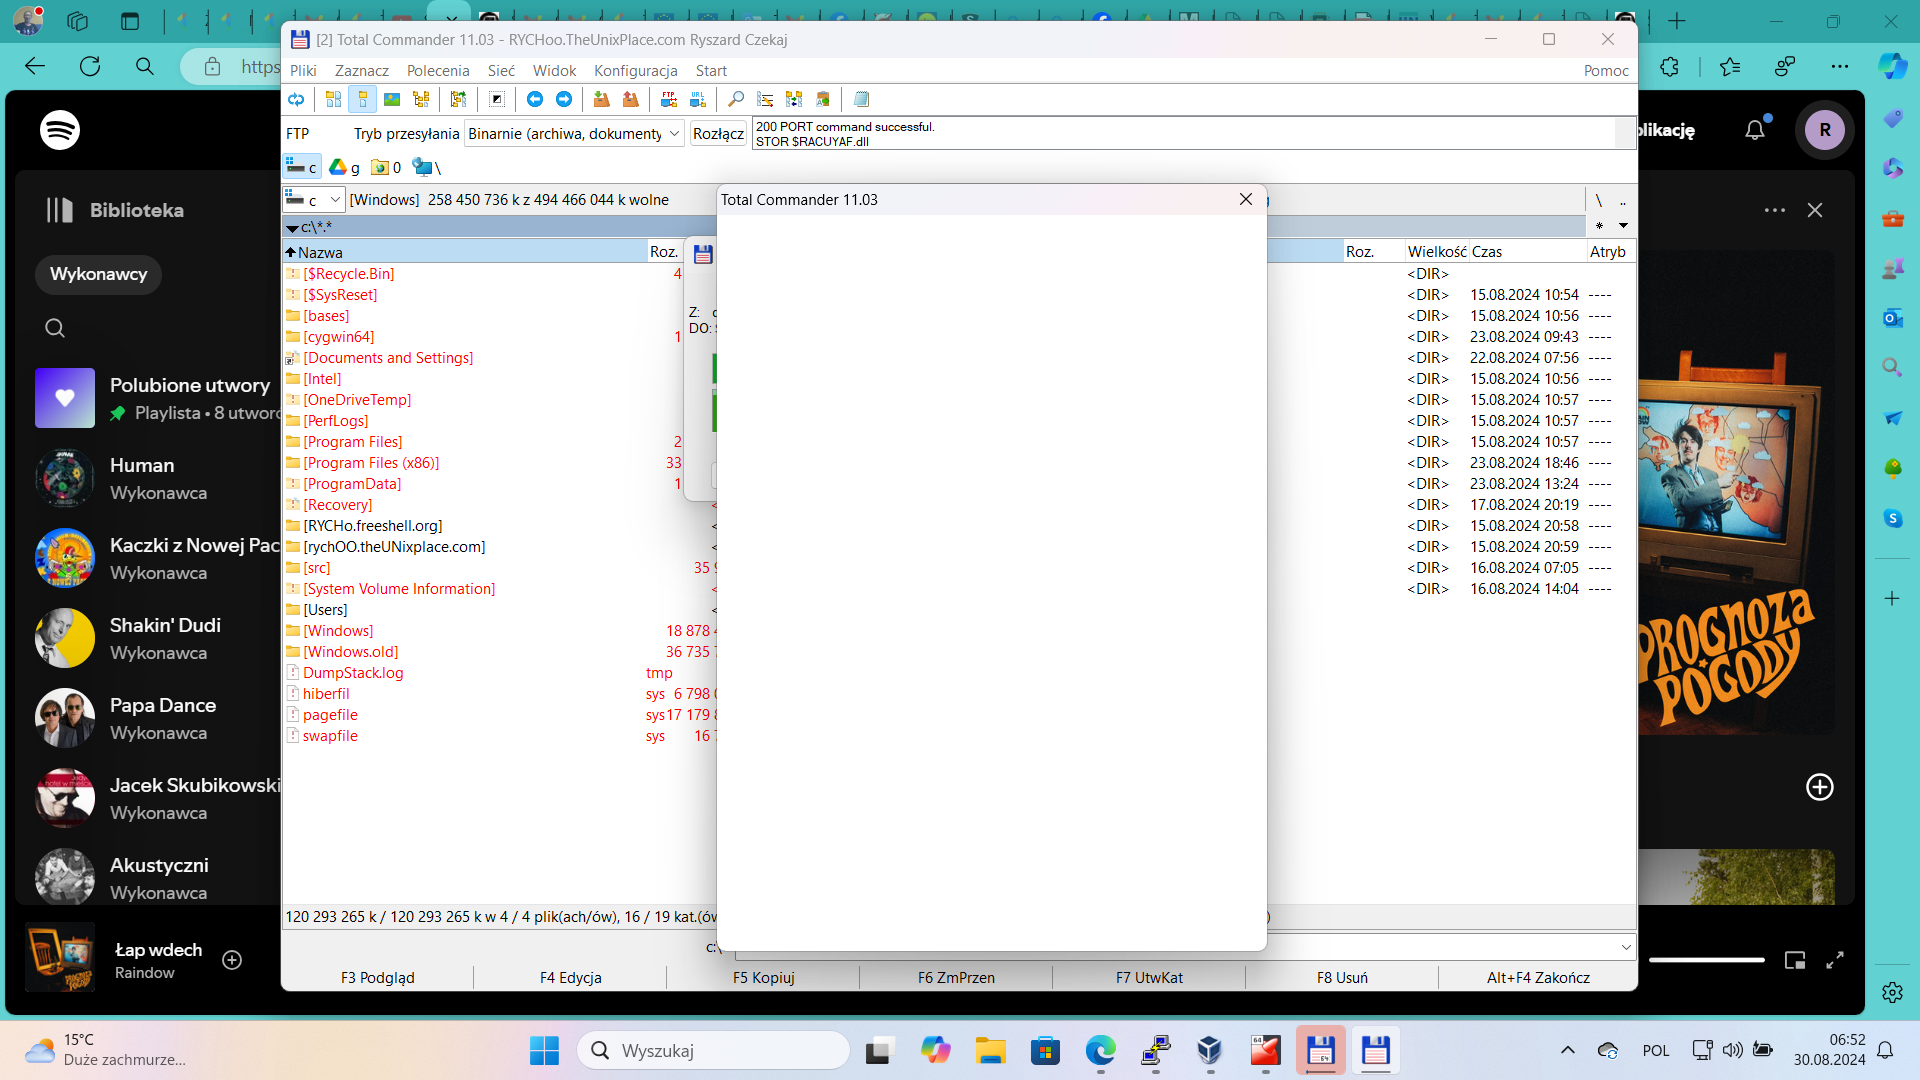 https
[2] Total Commander 11.03 - RYCHoo.TheUnixPlace.com Ryszard Czekaj
Pliki Zaznacz Polecenia Sieć Widok Konfiguracja Start Pomoc
FTP Tryb przesyłania Binarnie (archiwa, dokumenty Rozłącz
200 PORT command successful.
STOR $RACUYAF.dll
c g 0 \
c [Windows] 258 450 736 k z 494 466 044 k wolne \ ..
c:\*.* *
Nazwa Roz. Roz. Wielkość Czas Atryb
[$Recycle.Bin] 4 <DIR>
[$SysReset] <DIR> 15.08.2024 10:54 ----
[bases] <DIR> 15.08.2024 10:56 ----
[cygwin64] 1 <DIR> 23.08.2024 09:43 ----
[Documents and Settings] <DIR> 22.08.2024 07:56 ----
[Intel] <DIR> 15.08.2024 10:56 ----
[OneDriveTemp] <DIR> 15.08.2024 10:57 ----
[PerfLogs] <DIR> 15.08.2024 10:57 ----
[Program Files] 2 <DIR> 15.08.2024 10:57 ----
[Program Files (x86)] 33 <DIR> 23.08.2024 18:46 ----
[ProgramData] 1 <DIR> 23.08.2024 13:24 ----
[Recovery] < <DIR> 17.08.2024 20:19 ----
[RYCHo.freeshell.org] < <DIR> 15.08.2024 20:58 ----
[rychOO.theUNixplace.com] < <DIR> 15.08.2024 20:59 ----
[src] 35 9 <DIR> 16.08.2024 07:05 ----
[System Volume Information] < <DIR> 16.08.2024 14:04 ----
[Users] <
[Windows] 18 878 4
[Windows.old] 36 735 7
DumpStack.log tmp
hiberfil sys 6 798 0
pagefile sys 17 179 8
swapfile sys 16 7
120 293 265 k / 120 293 265 k w 4 / 4 plik(ach/ów), 16 / 19 kat.(ów )
c:\
F3 Podgląd F4 Edycja F5 Kopiuj F6 ZmPrzen F7 UtwKat F8 Usuń Alt+F4 Zakończ
Total Commander 11.03
Z: c
DO: s
plikację
R
Biblioteka
Wykonawcy
Polubione utwory
Playlista • 8 utworó
Human
Wykonawca
Kaczki z Nowej Pac
Wykonawca
Shakin' Dudi
Wykonawca
Papa Dance
Wykonawca
Jacek Skubikowski
Wykonawca
Akustyczni
Wykonawca
Łap wdech
Raindow
PROGNOZA
POGODY
15°C
Duże zachmurze...
Wyszukaj
64
64
POL
06:52
30.08.2024